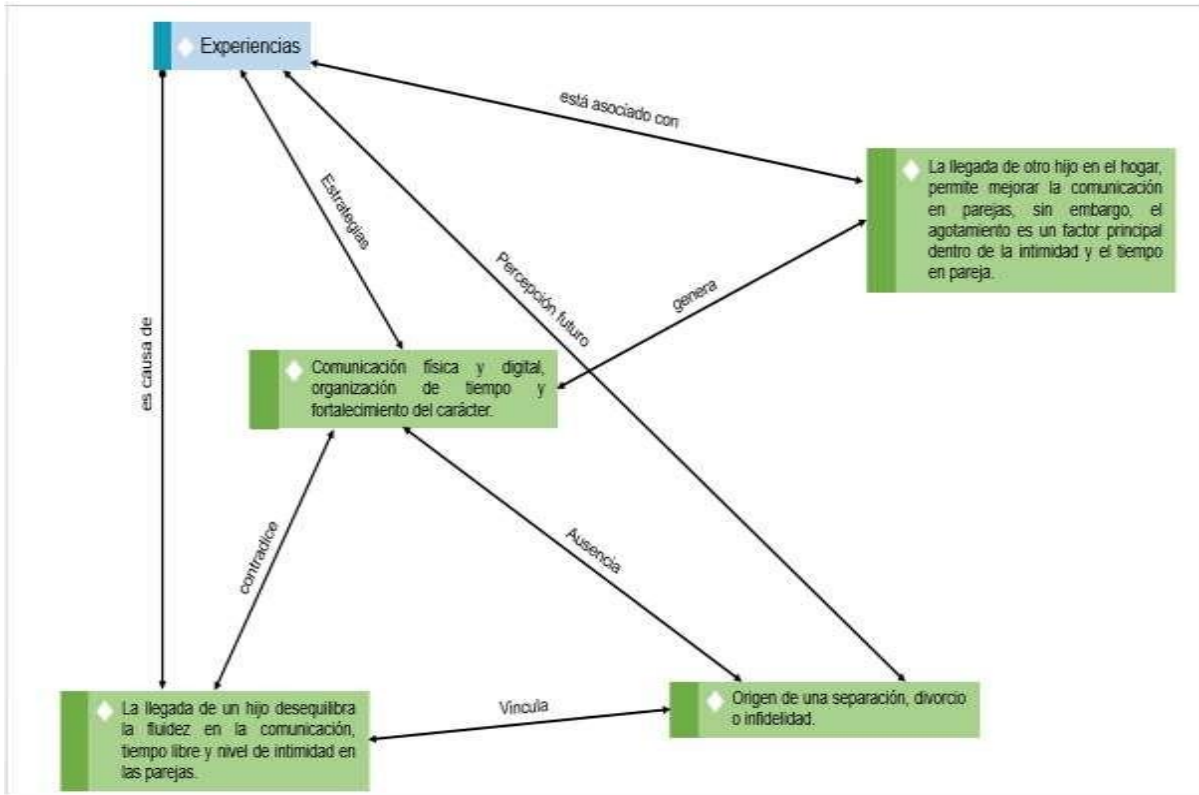 Experiencias
está asociado con
La llegada de otro hijo en el hogar,
permite mejorar la comunicación
en parejas, sin embargo, el
agotamiento es un factor principal
dentro de la intimidad y el tiempo
en pareja.
Estrategias
Percepción futuro
genera
es causa de
Comunicación física y digital,
organización de tiempo y
fortalecimiento del carácter.
contradice
Ausencia
La llegada de un hijo desequilibra
la fluidez en la comunicación,
tiempo libre y nivel de intimidad en
las parejas.
Vincula
Origen de una separación, divorcio
o infidelidad.